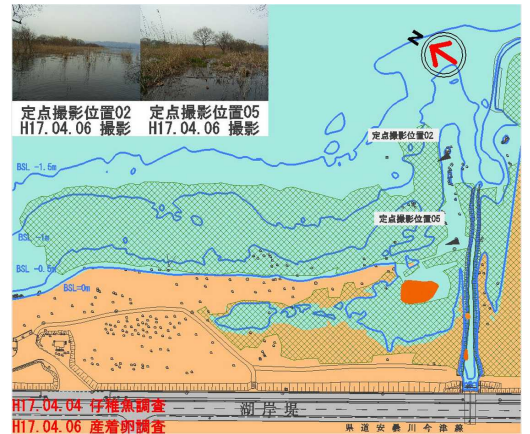 定点撮影位置02
H17.04.06 撮影
定点撮影位置05
H17.04.06 撮影
N
定点撮影位置02
BSL -1.5m
定点撮影位置05
BSL -1m
BSL -0.5m
BSL=0m
H17.04.04 仔稚魚調査
湖岸堤
H17.04.06 産着卵調査
県道安曇川今津線